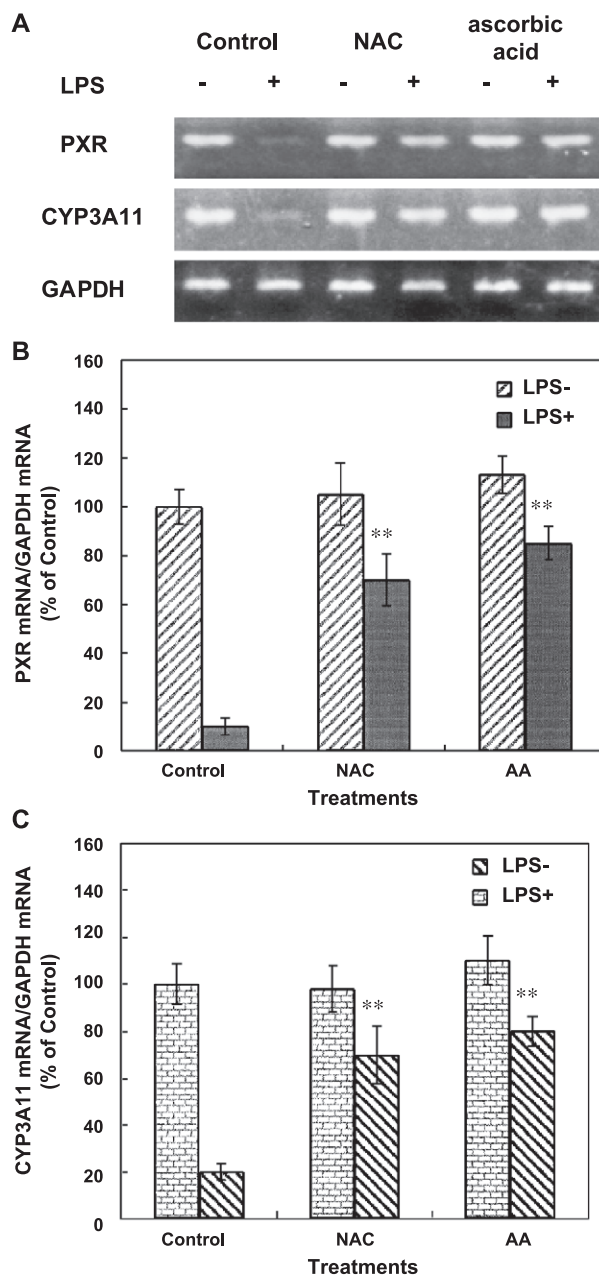 A
Control NAC ascorbic acid
LPS - + - + - +
PXR
CYP3A11
GAPDH
B
PXR mRNA/GAPDH mRNA
(% of Control)
160
140
120
100
80
60
40
20
0
LPS-
LPS+
**
**
Control NAC AA
Treatments
C
CYP3A11 mRNA/GAPDH mRNA
(% of Control)
160
140
120
100
80
60
40
20
0
LPS-
LPS+
**
**
Control NAC AA
Treatments